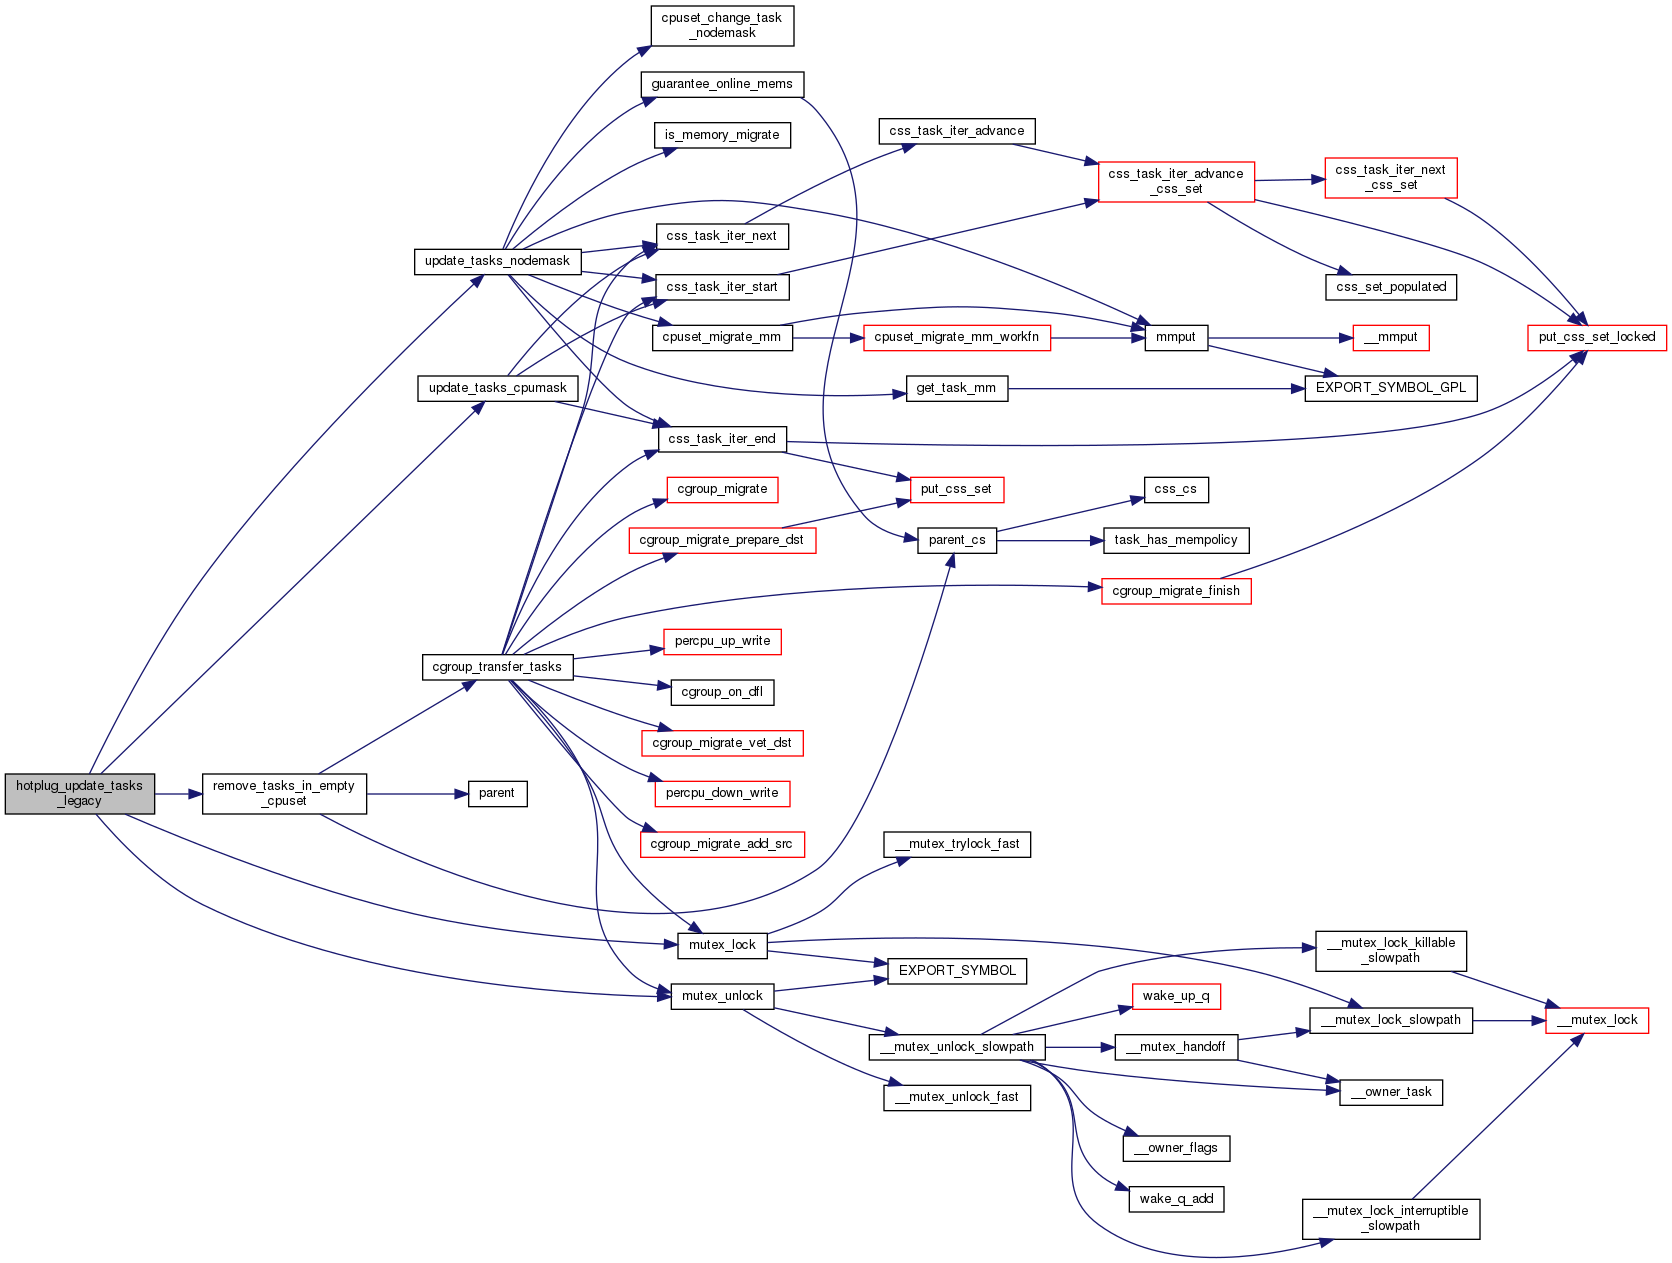 cpuset_change_task
_nodemask
guarantee_online_mems
is_memory_migrate
css_task_iter_advance
css_task_iter_advance
_css_set
css_task_iter_next
_css_set
css_task_iter_next
update_tasks_nodemask
css_task_iter_start
css_set_populated
cpuset_migrate_mm
cpuset_migrate_mm_workfn
mmput
__mmput
put_css_set_locked
update_tasks_cpumask
get_task_mm
EXPORT_SYMBOL_GPL
css_task_iter_end
cgroup_migrate
put_css_set
css_cs
cgroup_migrate_prepare_dst
parent_cs
task_has_mempolicy
cgroup_migrate_finish
percpu_up_write
cgroup_transfer_tasks
cgroup_on_dfl
cgroup_migrate_vet_dst
hotplug_update_tasks
_legacy
remove_tasks_in_empty
_cpuset
parent
percpu_down_write
cgroup_migrate_add_src
__mutex_trylock_fast
mutex_lock
__mutex_lock_killable
_slowpath
EXPORT_SYMBOL
mutex_unlock
wake_up_q
__mutex_lock_slowpath
__mutex_lock
__mutex_unlock_slowpath
__mutex_handoff
__mutex_unlock_fast
__owner_task
__owner_flags
wake_q_add
__mutex_lock_interruptible
_slowpath